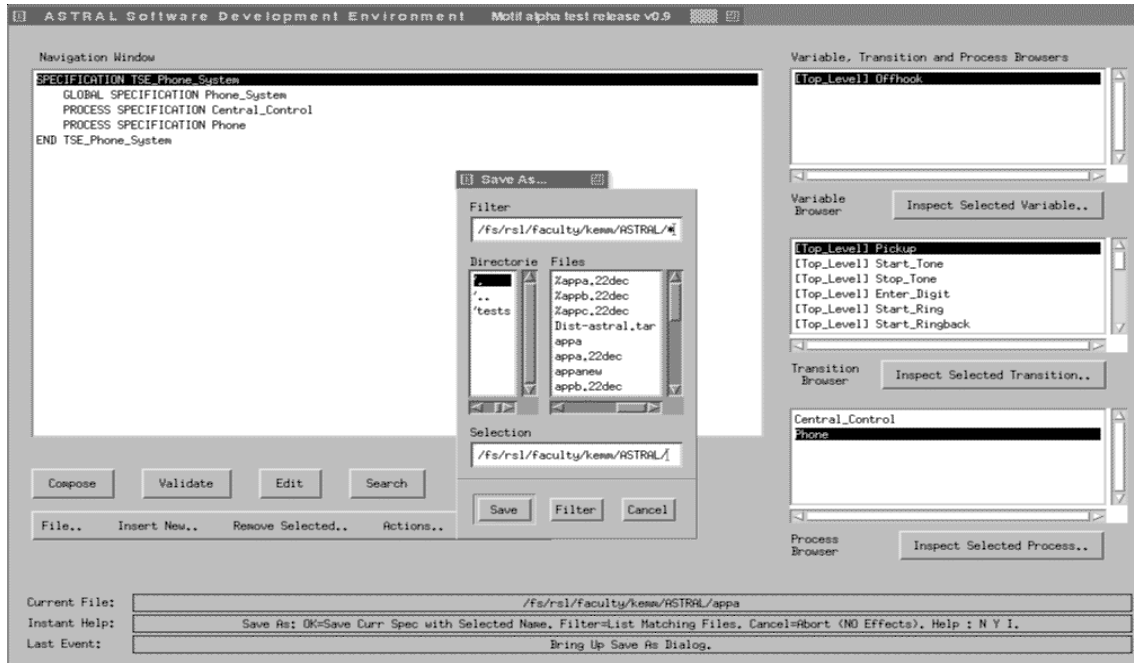 ASTRAL Software Development Environment Motif alpha test release v0.9
Navigation Window
SPECIFICATION TSE_Phone_System
GLOBAL SPECIFICATION Phone_System
PROCESS SPECIFICATION Central_Control
PROCESS SPECIFICATION Phone
END TSE_Phone_System
Variable, Transition and Process Browsers
[Top_Level] Offhook
Variable
Browser
Inspect Selected Variable..
[Top_Level] Pickup
[Top_Level] Start_Tone
[Top_Level] Stop_Tone
[Top_Level] Enter_Digit
[Top_Level] Start_Ring
[Top_Level] Start_Ringback
Transition
Browser
Inspect Selected Transition..
Central_Control
Phone
Process
Browser
Inspect Selected Process..
Save As...
Filter
/fs/rsl/faculty/kemm/ASTRAL/*
Directorie
Files
/.
/..
/tests
%appa.22dec
%appb.22dec
%appc.22dec
Dist-astral.tar
appa
appa.22dec
appanew
appb.22dec
Selection
/fs/rsl/faculty/kemm/ASTRAL/
Save
Filter
Cancel
Compose
Validate
Edit
Search
File..
Insert New..
Remove Selected..
Actions..
Current File:
/fs/rsl/faculty/kemm/ASTRAL/appa
Instant Help:
Save As: OK=Save Curr Spec with Selected Name. Filter=List Matching Files. Cancel=Abort (NO Effects). Help : N Y I.
Last Event:
Bring Up Save As Dialog.